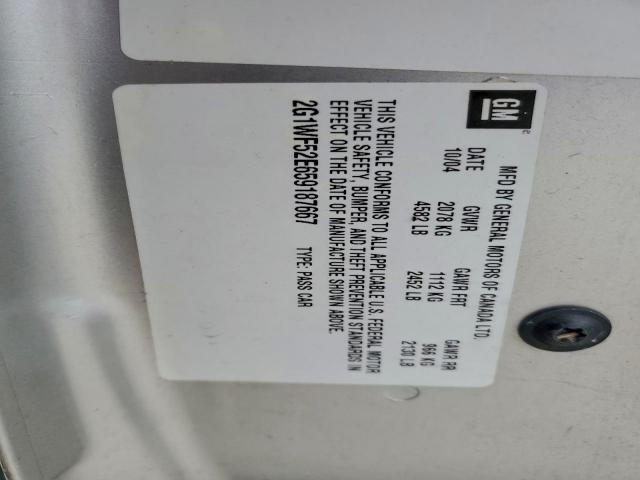 GM
MFD BY GENERAL MOTORS OF CANADA LTD.
DATE GVWR GAWR FRT GAWR RR
10/04 2078 KG 1112 KG 966 KG
4582 LB 2452 LB 2130 LB
THIS VEHICLE CONFORMS TO ALL APPLICABLE U.S. FEDERAL MOTOR
VEHICLE SAFETY, BUMPER, AND THEFT PREVENTION STANDARDS IN
EFFECT ON THE DATE OF MANUFACTURE SHOWN ABOVE.
2G1WF52E659187667 TYPE: PASS CAR